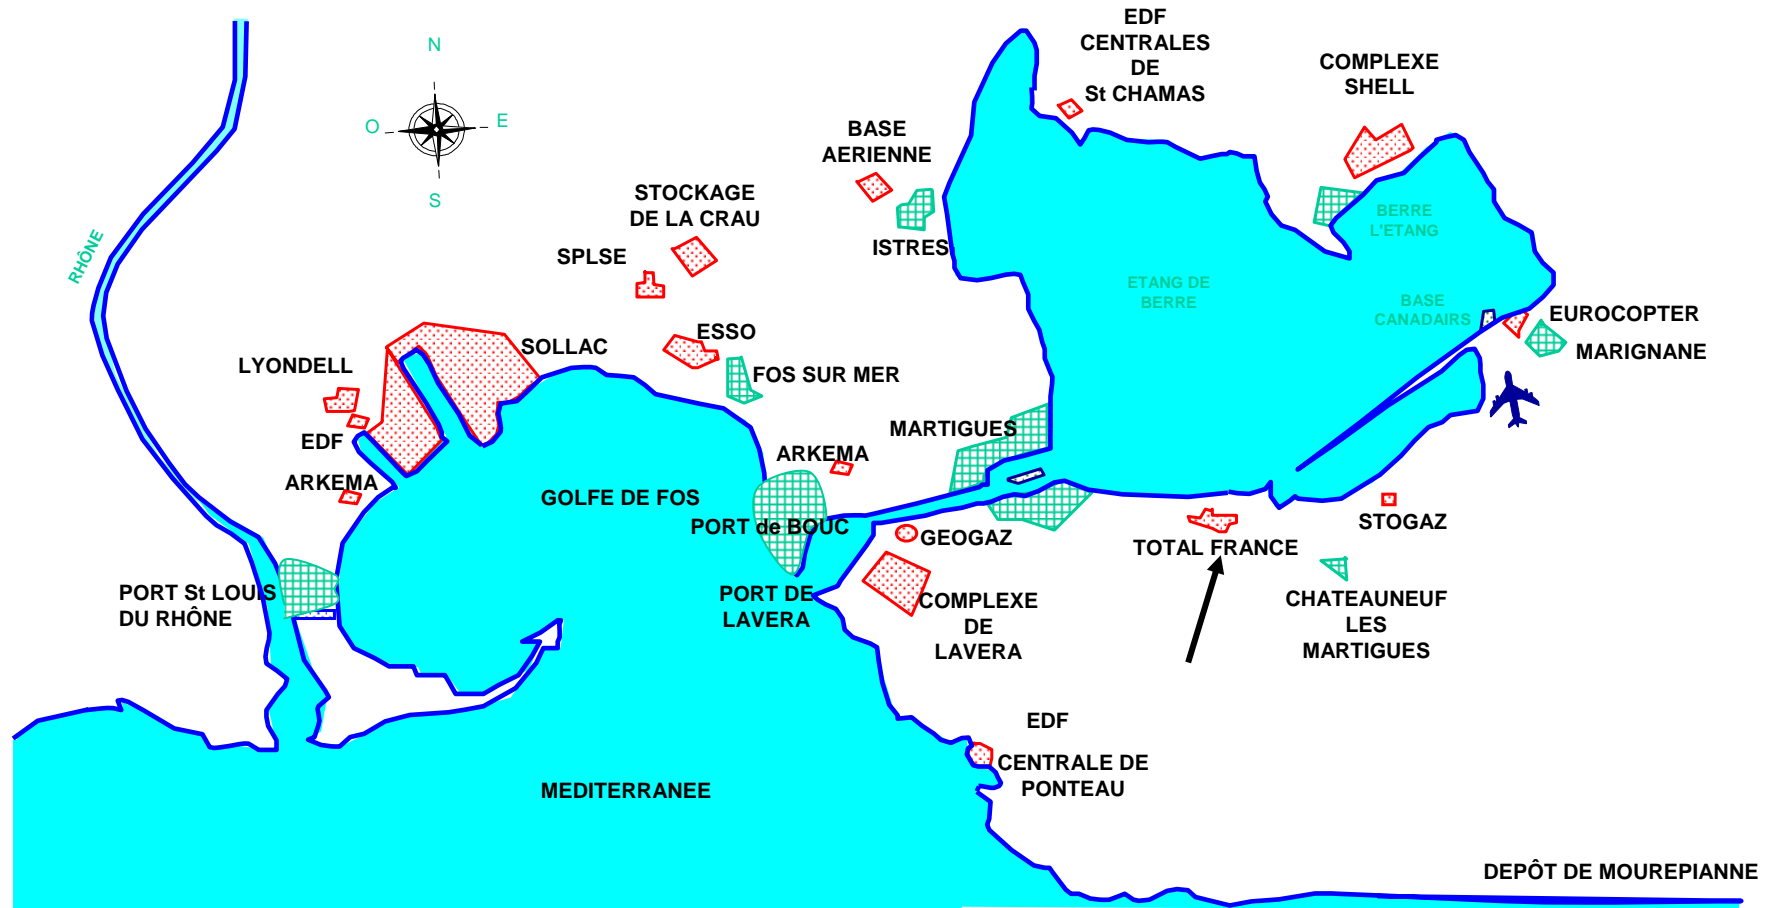 EDF
CENTRALES
DE
St CHAMAS
COMPLEXE
SHELL
N
O
E
S
BASE
AERIENNE
STOCKAGE
DE LA CRAU
SPLSE
ISTRES
BERRE
L'ETANG
RHÔNE
ETANG DE
BERRE
BASE
CANADAIRS
EUROCOPTER
MARIGNANE
ESSO
SOLLAC
LYONDELL
FOS SUR MER
EDF
MARTIGUES
ARKEMA
ARKEMA
GOLFE DE FOS
PORT de BOUC
GEOGAZ
STOGAZ
TOTAL FRANCE
PORT St LOUIS
DU RHÔNE
PORT DE
LAVERA
COMPLEXE
DE
LAVERA
CHATEAUNEUF
LES
MARTIGUES
EDF
CENTRALE DE
PONTEAU
MEDITERRANEE
DEPÔT DE MOUREPIANNE